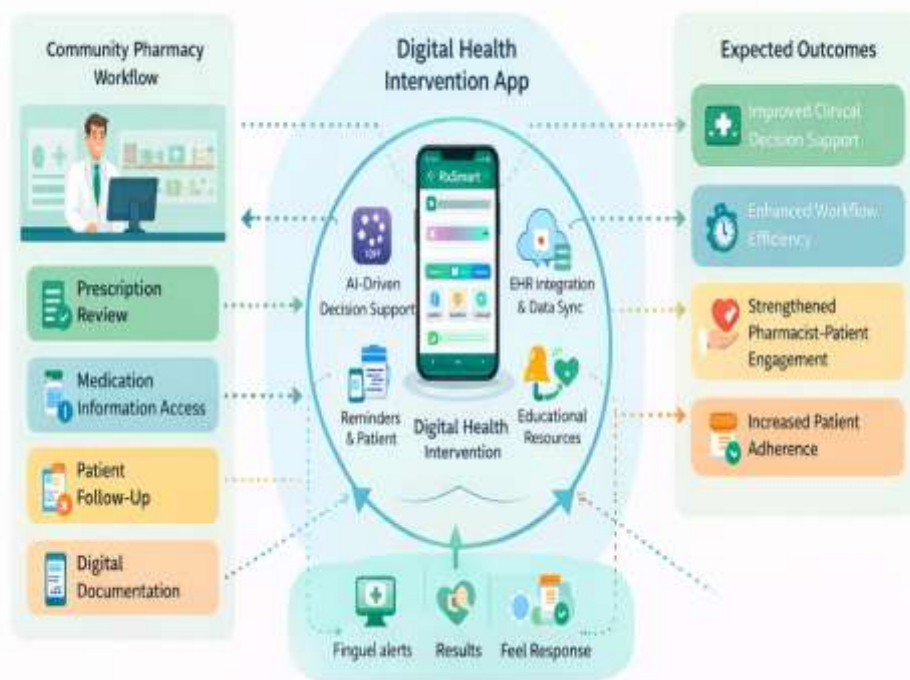 Community Pharmacy
Workflow
Prescription
Review
Medication
Information Access
Patient
Follow-Up
Digital
Documentation
Digital Health
Intervention App
RxSmart
AI-Driven
Decision Support
EHR Integration
& Data Sync
Reminders
& Patient
Digital Health
Intervention
Educational
Resources
Finguel alerts
Results
Feel Response
Expected Outcomes
Improved Clinical
Decision Support
Enhanced Workflow
Efficiency
Strengthened
Pharmacist-Patient
Engagement
Increased Patient
Adherence